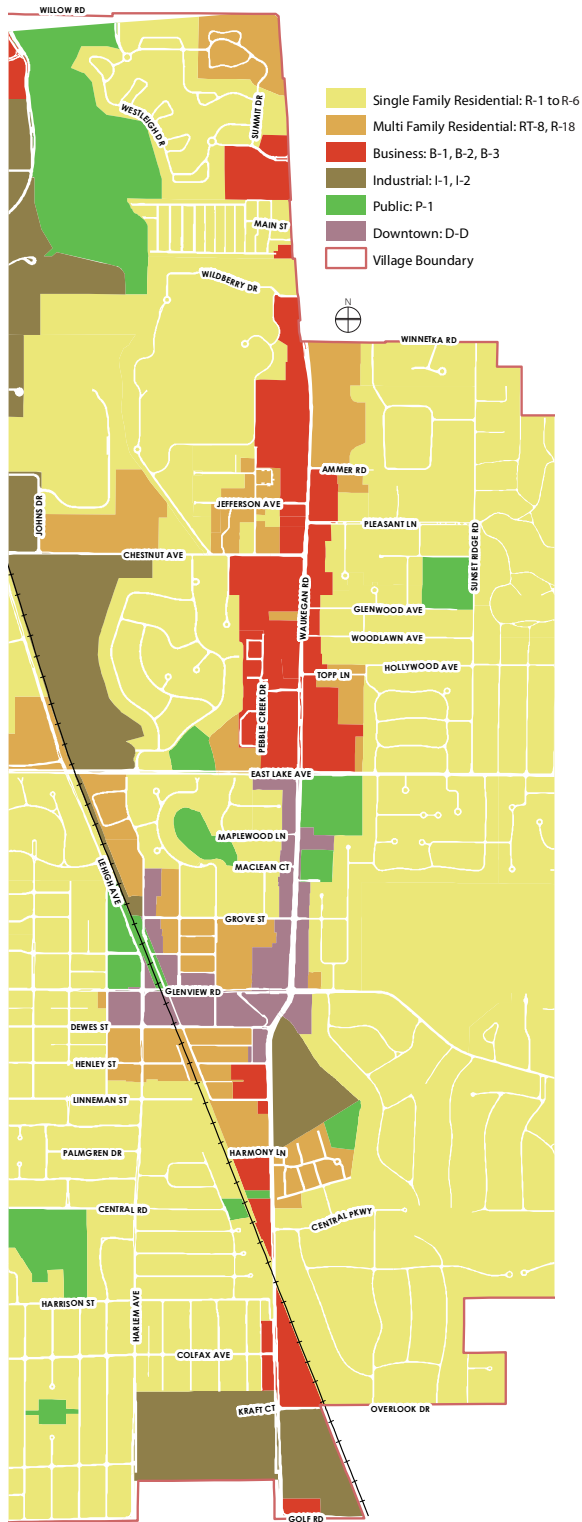 WILLOW RD
WESTLEIGH DR
SUMMIT DR
Single Family Residential: R-1 to R-6
Multi Family Residential: RT-8, R-18
Business: B-1, B-2, B-3
Industrial: I-1, I-2
Public: P-1
Downtown: D-D
Village Boundary
MAIN ST
WILDBERRY DR
N
WINNETKA RD
AMMER RD
JEFFERSON AVE
JOHNS DR
PLEASANT LN
SUNSET RIDGE RD
CHESTNUT AVE
WAUKEGAN RD
GLENWOOD AVE
WOODLAWN AVE
HOLLYWOOD AVE
TOPP LN
PEBBLE CREEK DR
EAST LAKE AVE
MAPLEWOOD LN
MACLEAN CT
LEHIGH AVE
GROVE ST
GLENVIEW RD
DEWES ST
HENLEY ST
LINNEMAN ST
PALMGREN DR
HARMONY LN
CENTRAL RD
CENTRAL PKWY
HARRISON ST
HARLEM AVE
COLFAX AVE
KRAFT CT
OVERLOOK DR
GOLF RD